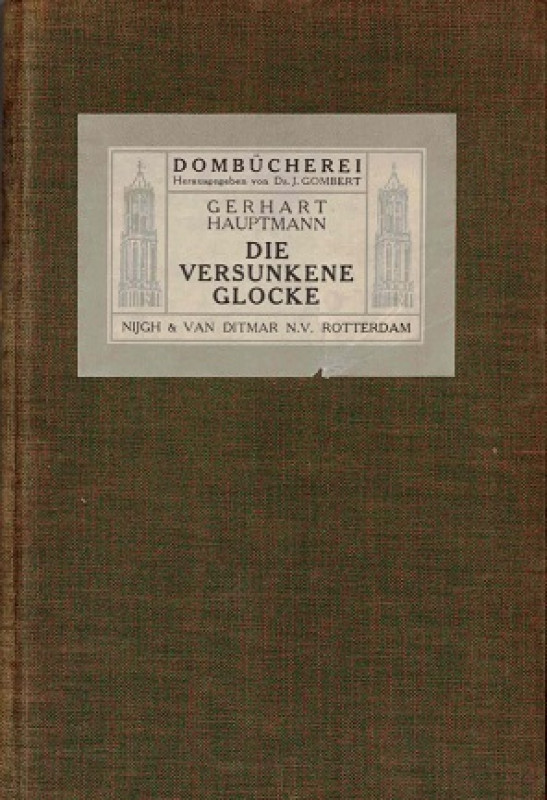 DOMBÜCHEREI
Herausgegeben von Dr. J. GOMBERT
GERHART
HAUPTMANN
DIE
VERSUNKENE
GLOCKE
NIJGH & VAN DITMAR N.V. ROTTERDAM